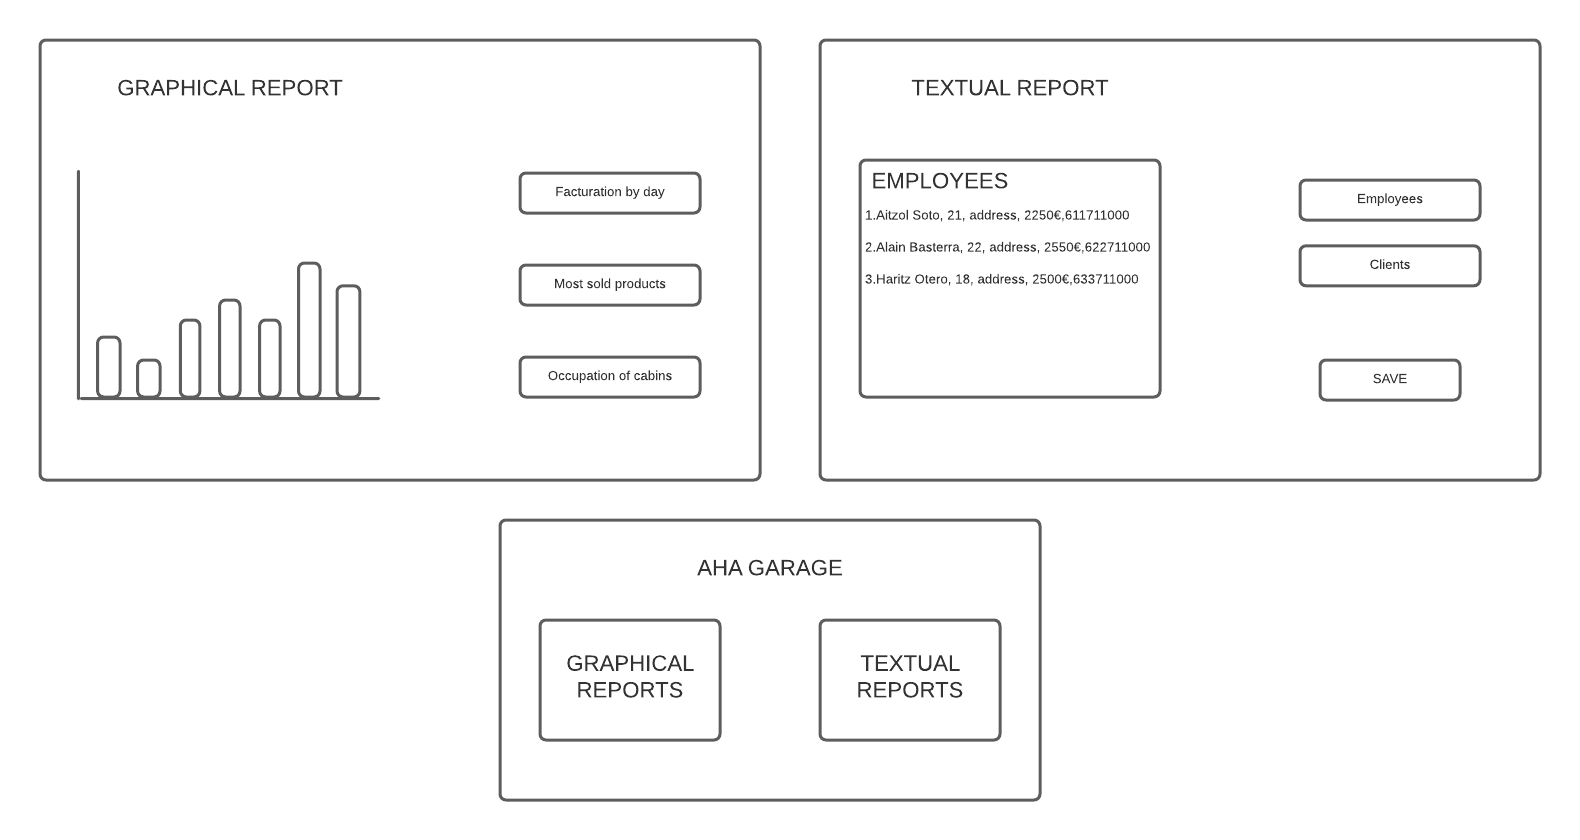 GRAPHICAL REPORT
Facturation by day
Most sold products
Occupation of cabins
TEXTUAL REPORT
EMPLOYEES
1.Aitzol Soto, 21, address, 2250€,611711000
2.Alain Basterra, 22, address, 2550€,622711000
3.Haritz Otero, 18, address, 2500€,633711000
Employees
Clients
SAVE
AHA GARAGE
GRAPHICAL
REPORTS
TEXTUAL
REPORTS